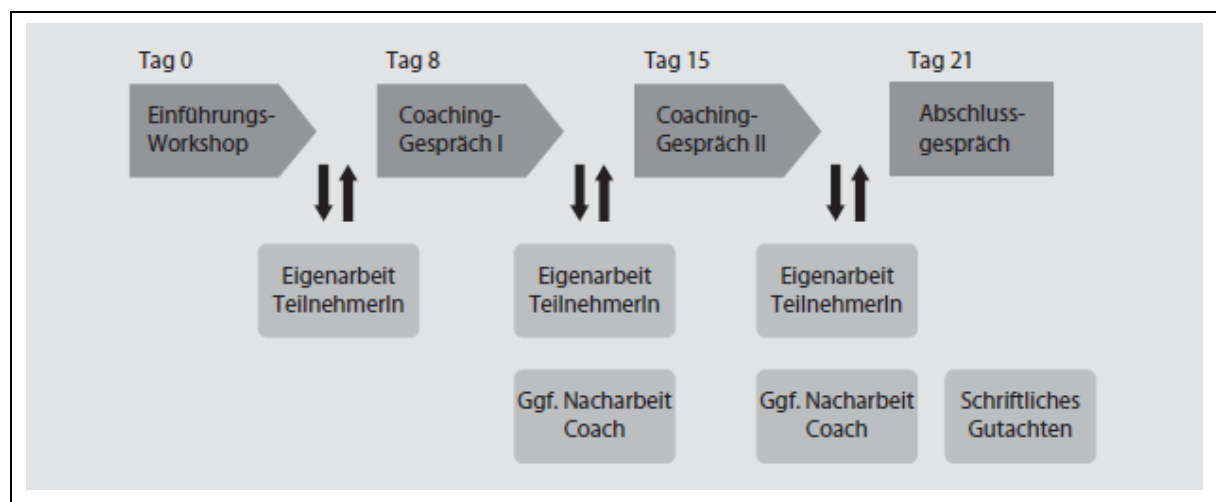 Tag 0
Tag 8
Tag 15
Tag 21
Einführungs-
Workshop
Coaching-
Gespräch I
Coaching-
Gespräch II
Abschluss-
gespräch
Eigenarbeit
TeilnehmerIn
Eigenarbeit
TeilnehmerIn
Eigenarbeit
TeilnehmerIn
Ggf. Nacharbeit
Coach
Ggf. Nacharbeit
Coach
Schriftliches
Gutachten